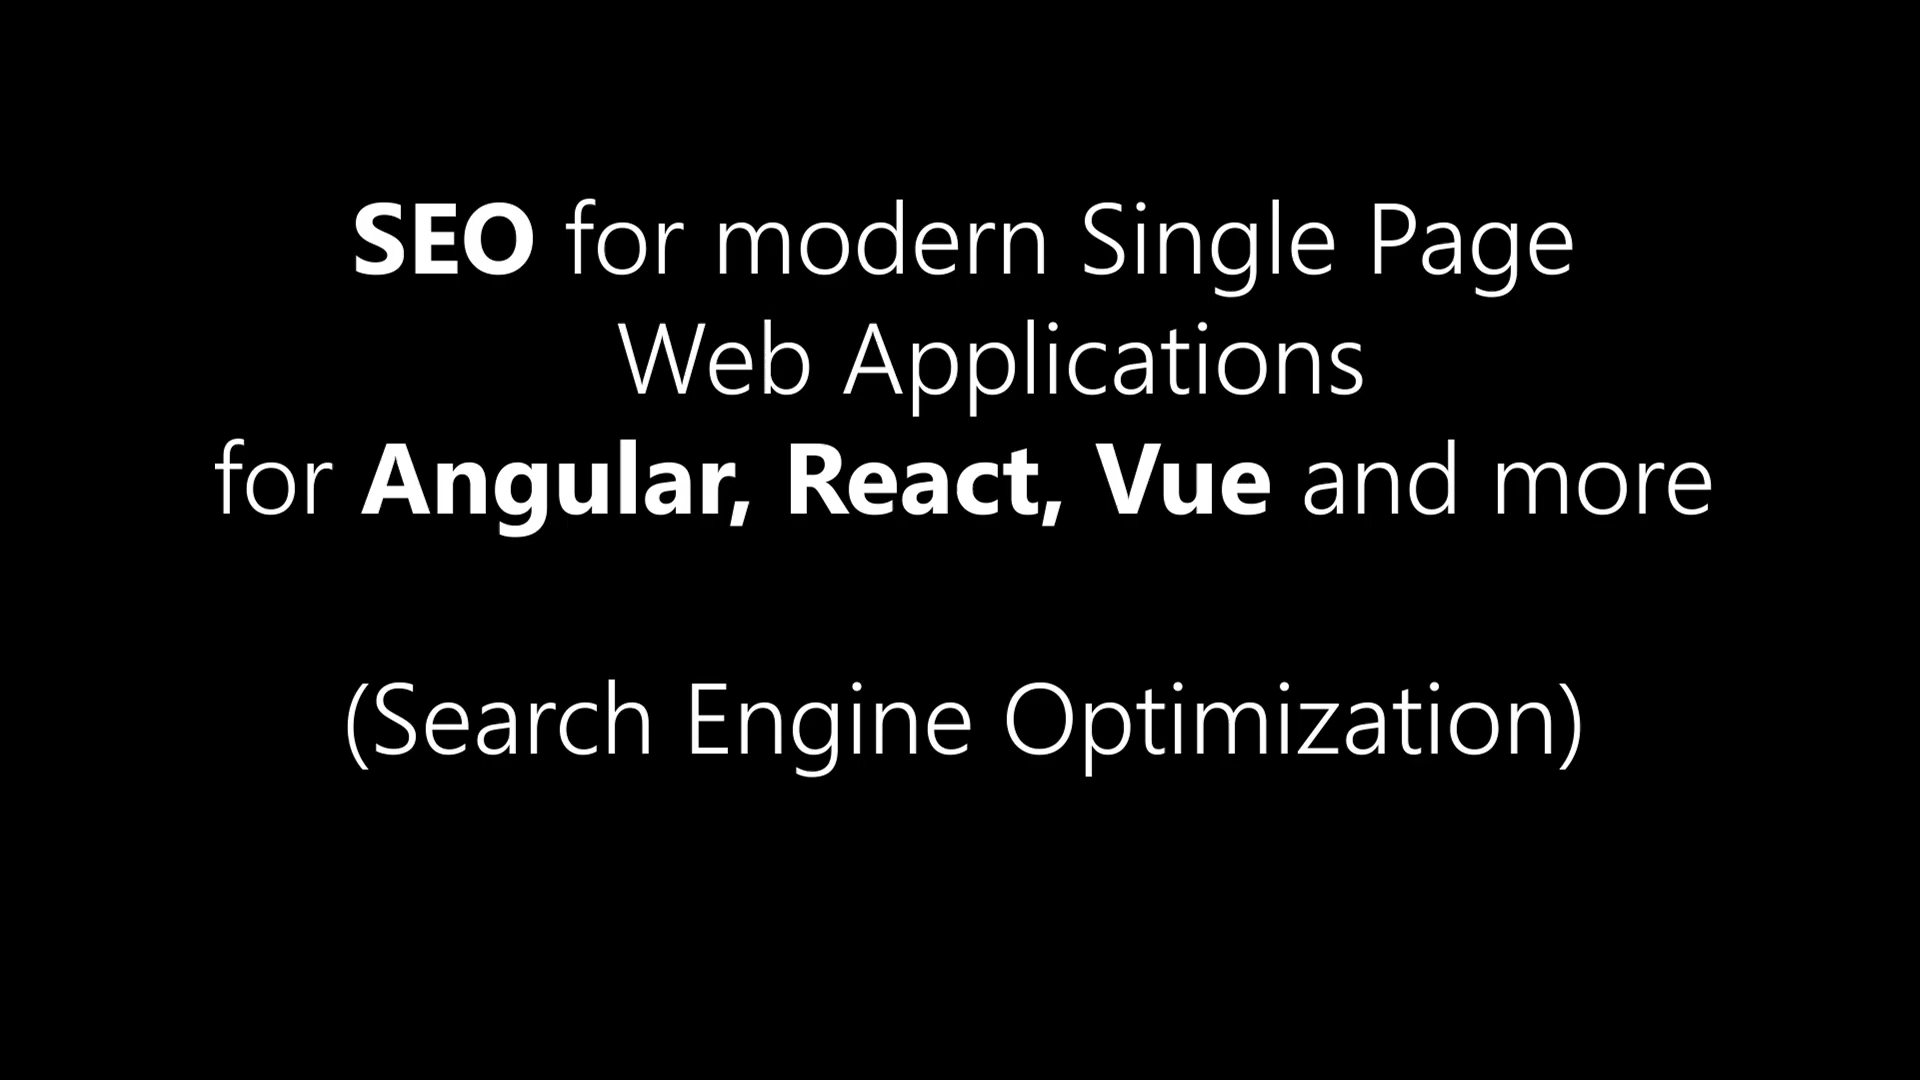 SEO for modern Single Page
Web Applications
for Angular, React, Vue and more
(Search Engine Optimization)